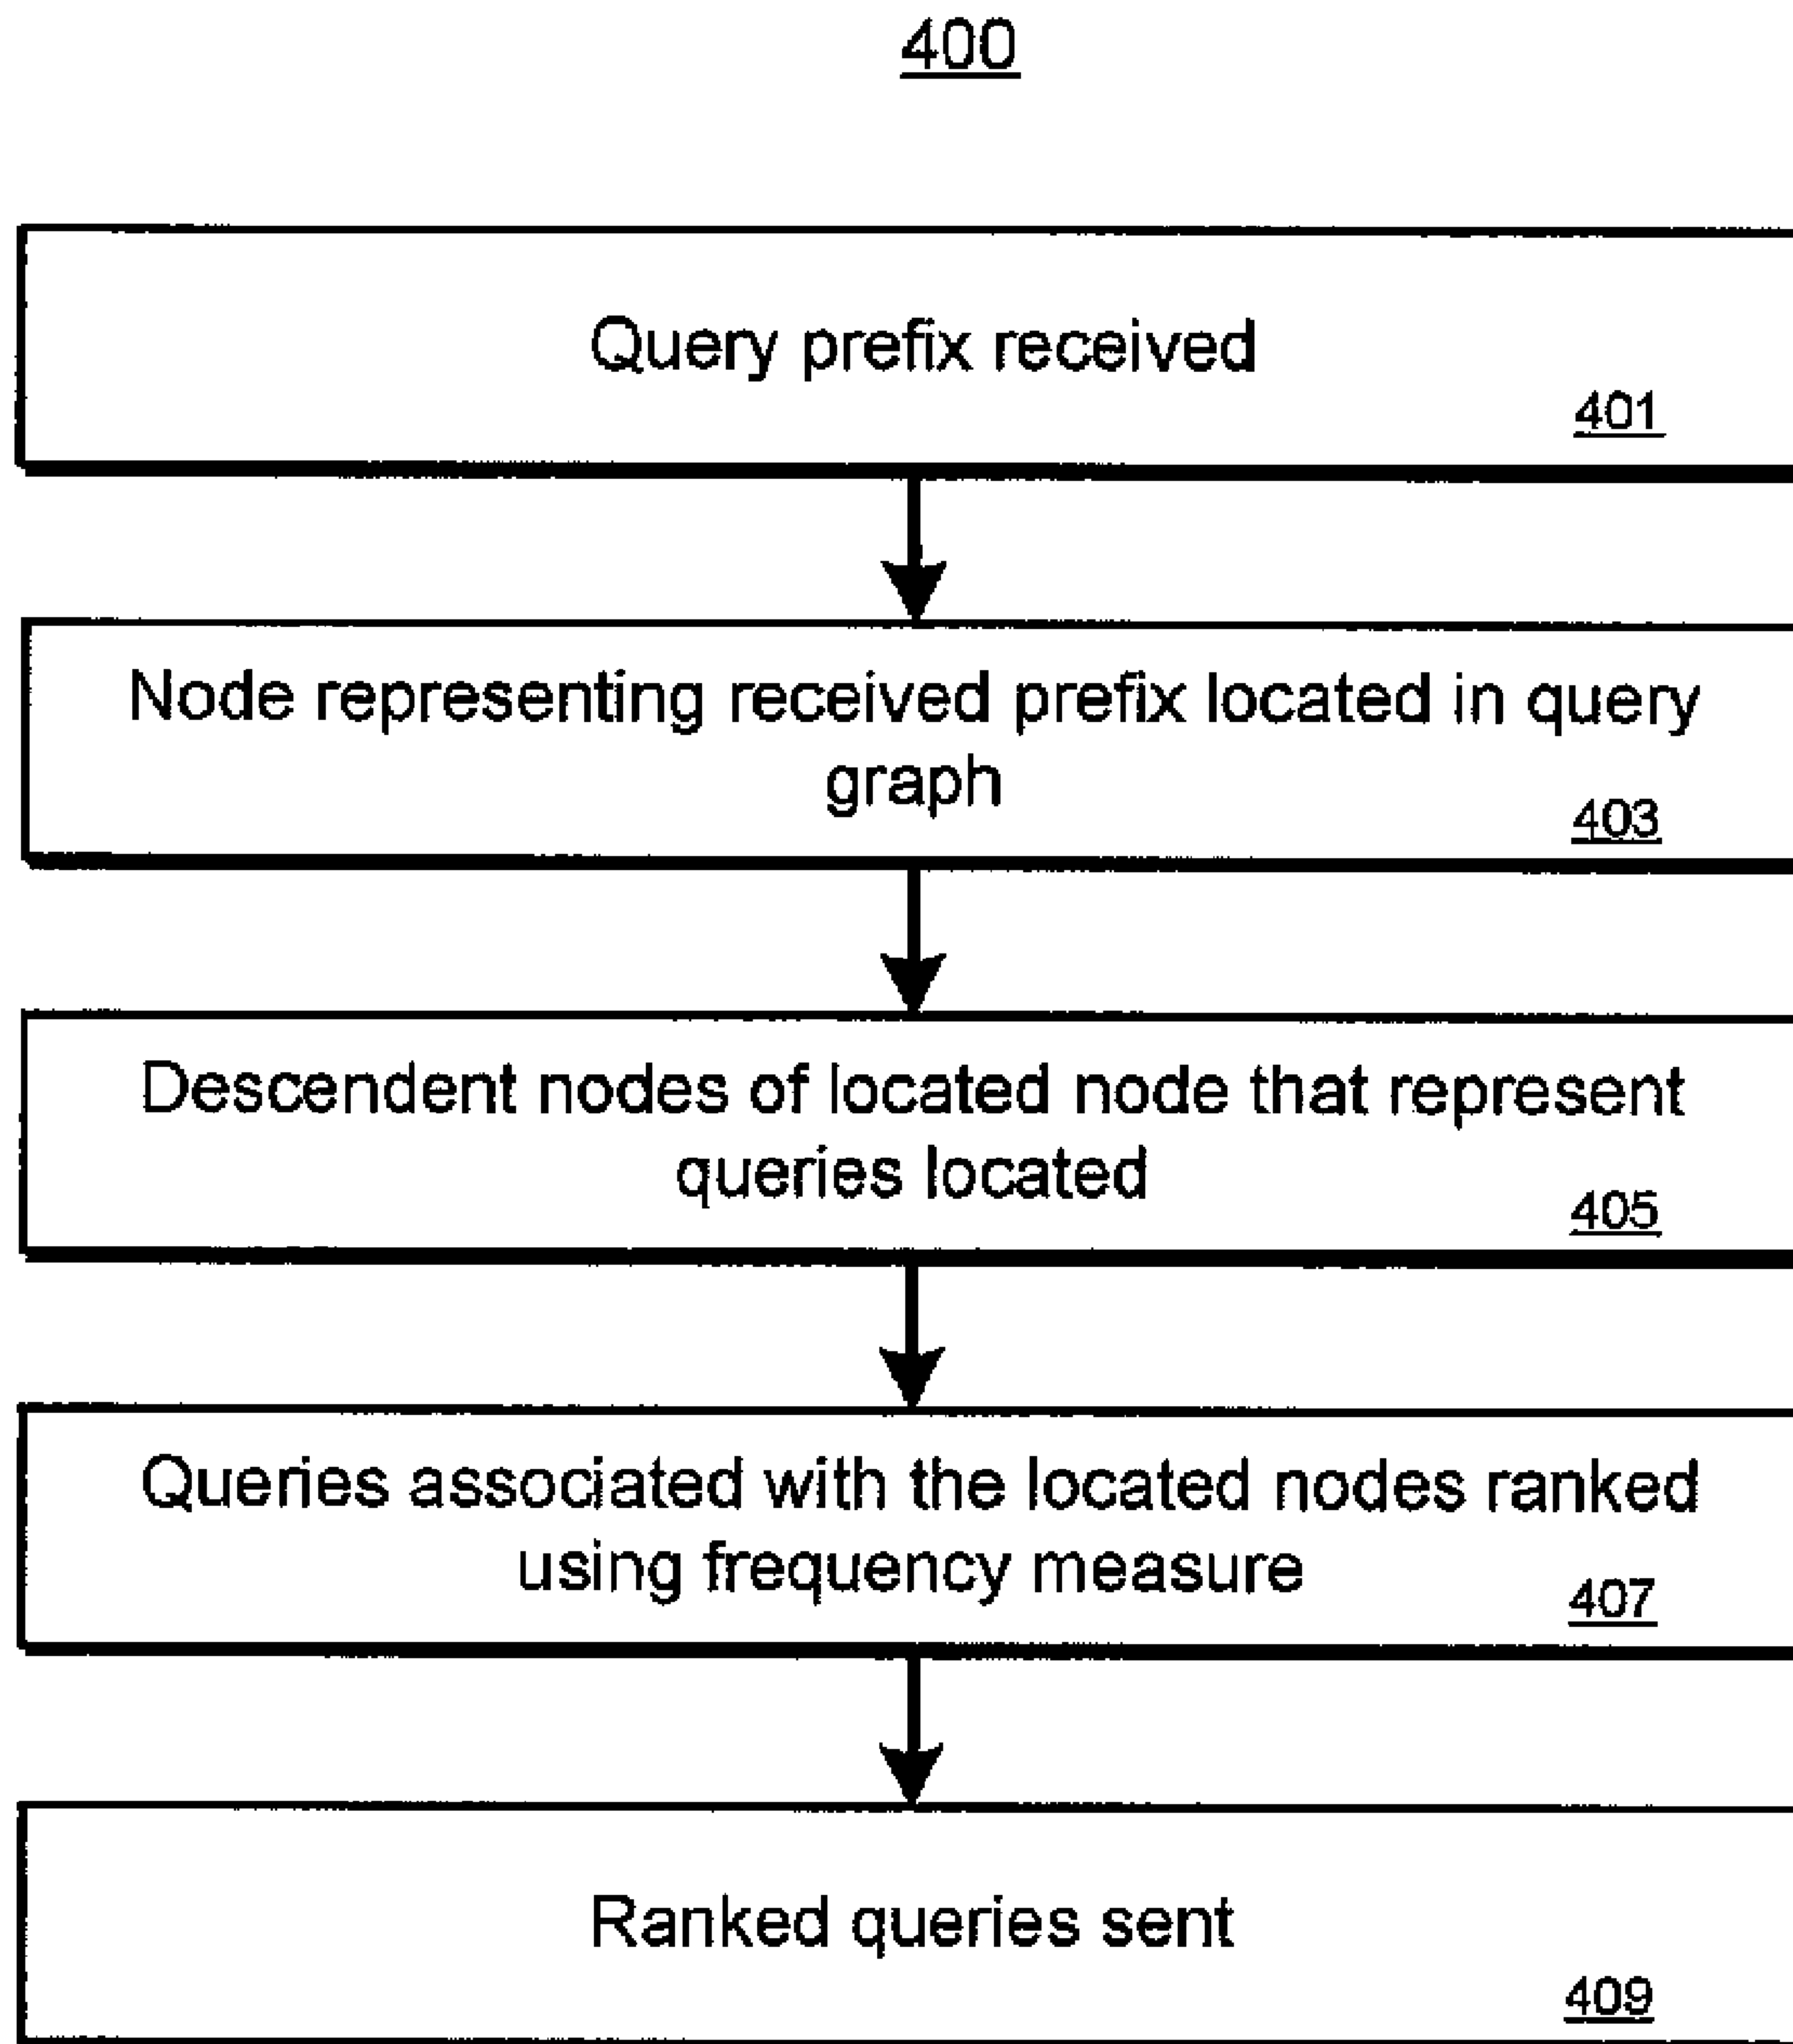 400
Query prefix received
401
Node representing received prefix located in query
graph
403
Descendent nodes of located node that represent
queries located
405
Queries associated with the located nodes ranked
using frequency measure
407
Ranked queries sent
409